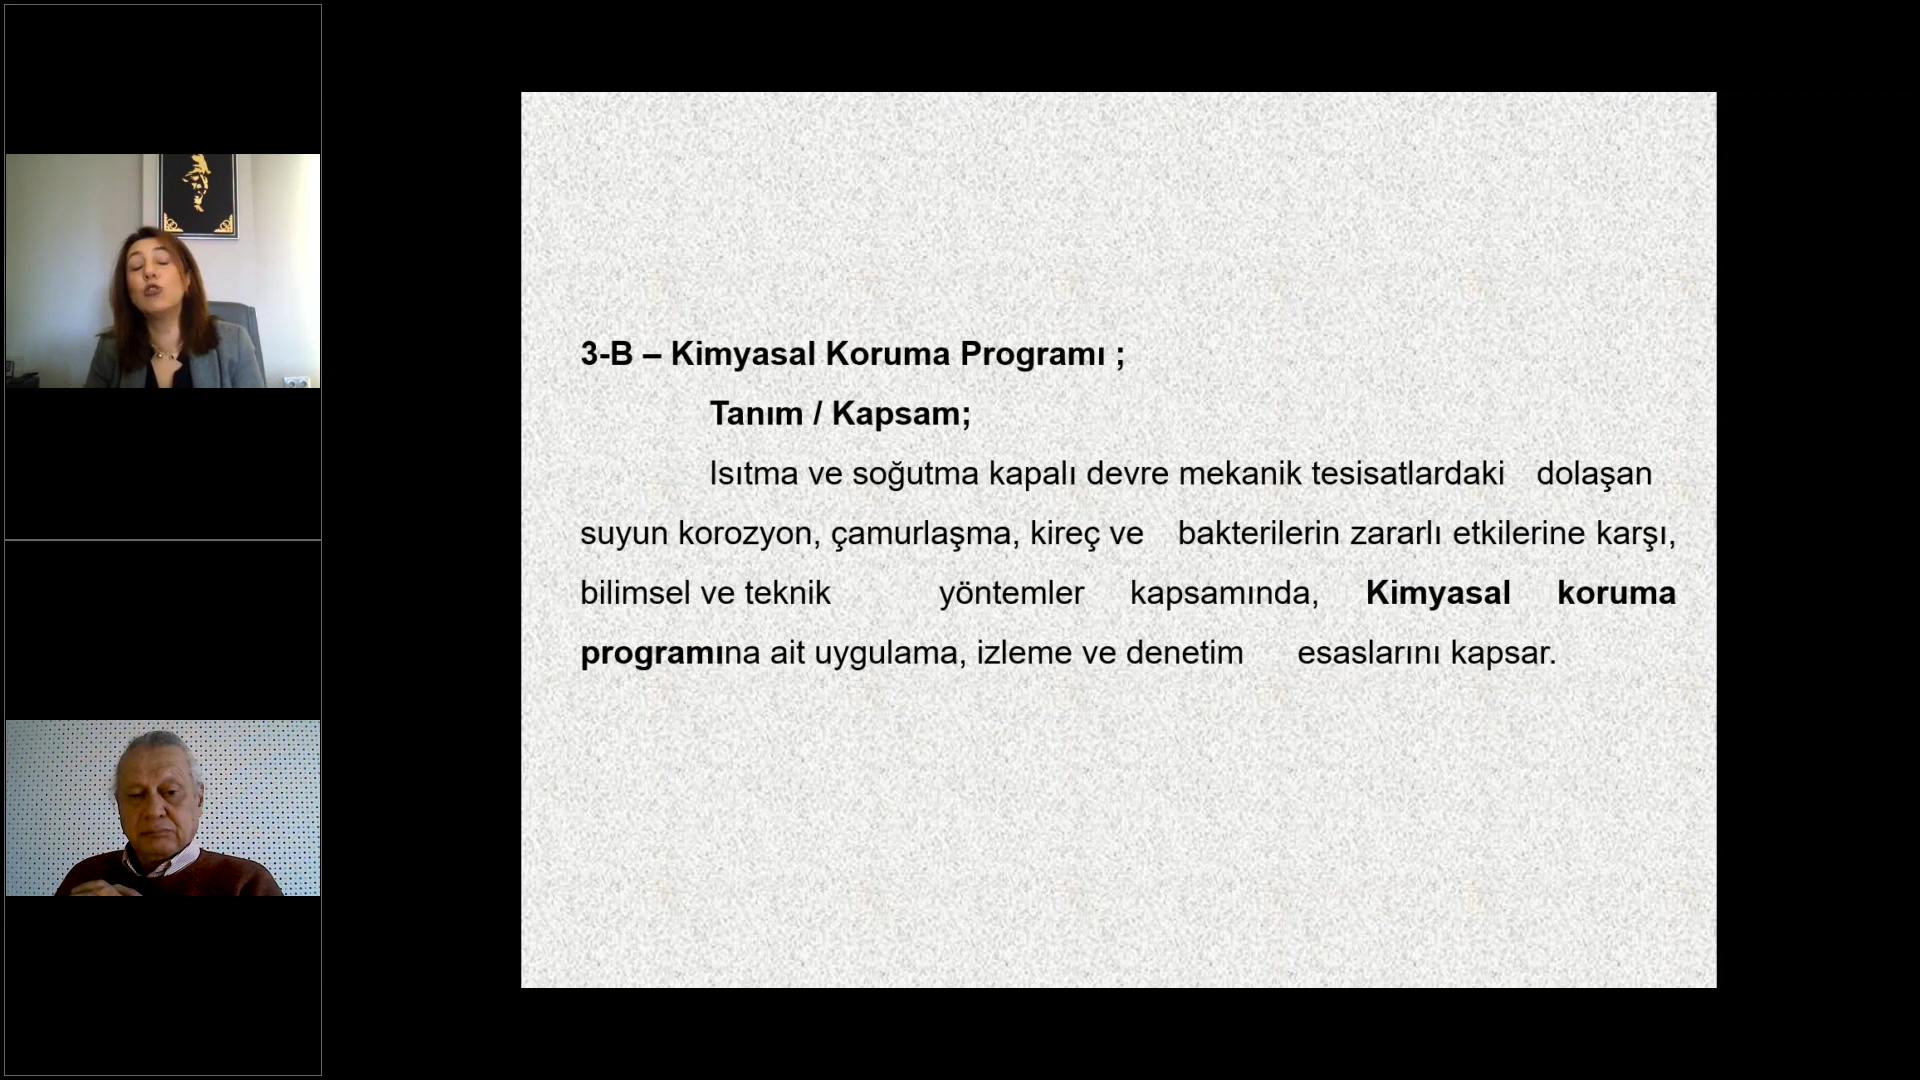 3-B – Kimyasal Koruma Programı ;
Tanım / Kapsam;
Isıtma ve soğutma kapalı devre mekanik tesisatlardaki dolaşan
suyun korozyon, çamurlaşma, kireç ve bakterilerin zararlı etkilerine karşı,
bilimsel ve teknik yöntemler kapsamında, Kimyasal koruma
programına ait uygulama, izleme ve denetim esaslarını kapsar.